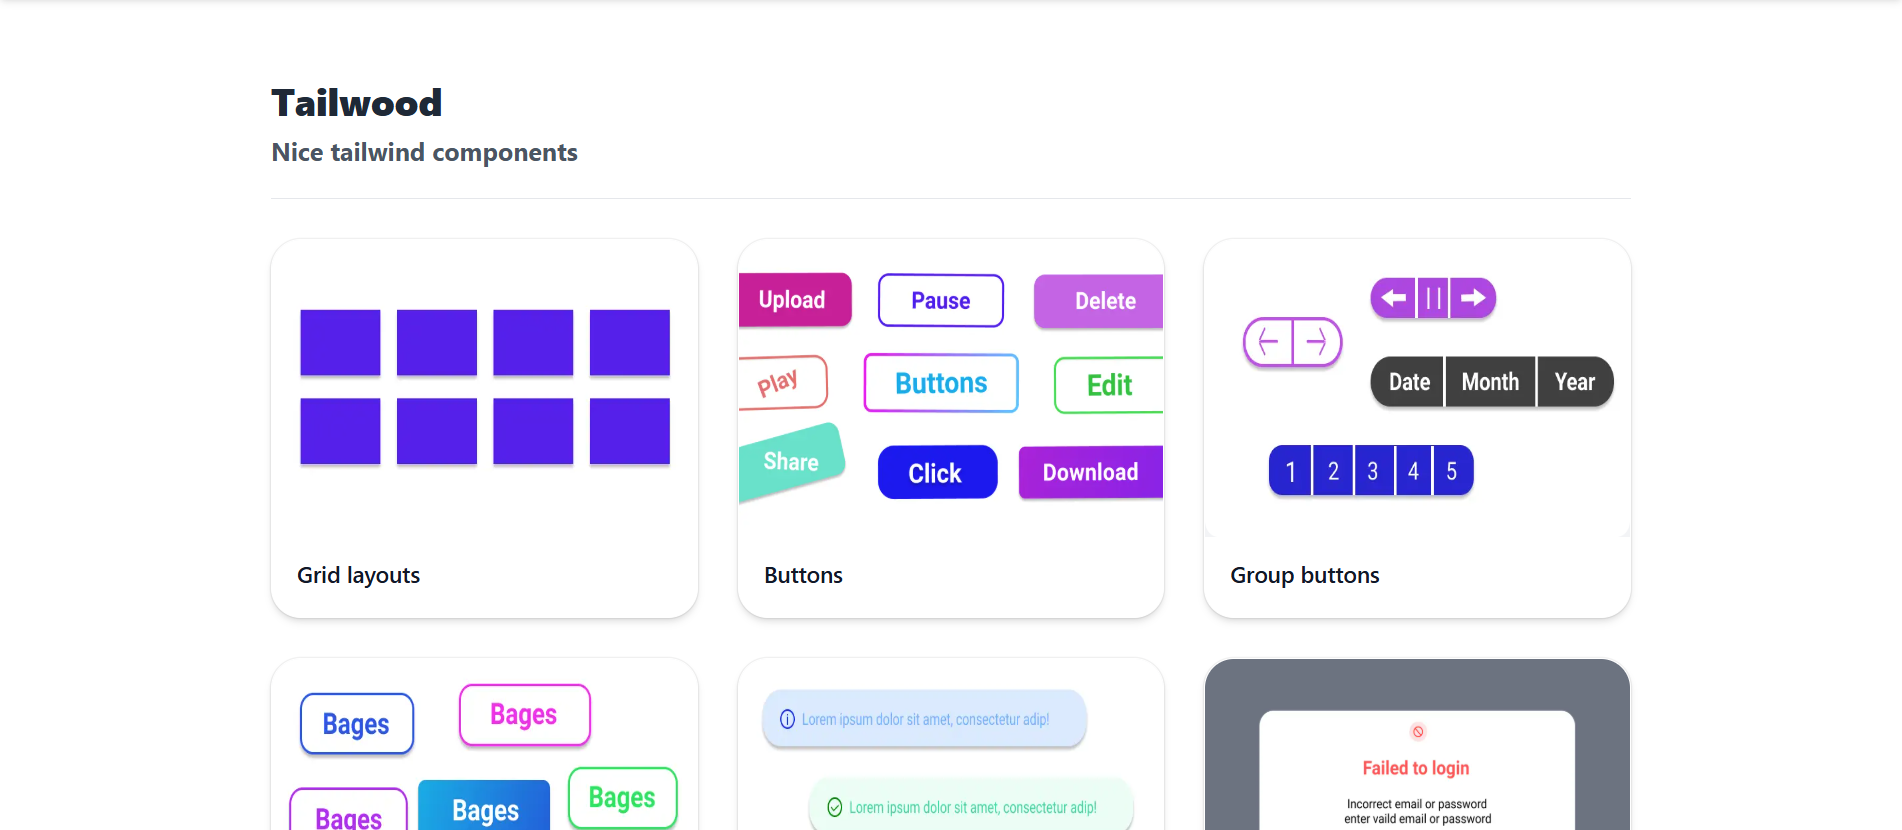 Tailwood
Nice tailwind components
Upload
Pause
Delete
Play
Buttons
Edit
Share
Click
Download
Date Month Year
1 2 3 4 5
Grid layouts
Buttons
Group buttons
Bages
Bages
Bages
Bages
Bages
Lorem ipsum dolor sit amet, consectetur adip!
Lorem ipsum dolor sit amet, consectetur adip!
Failed to login
Incorrect email or password
enter vaild email or password